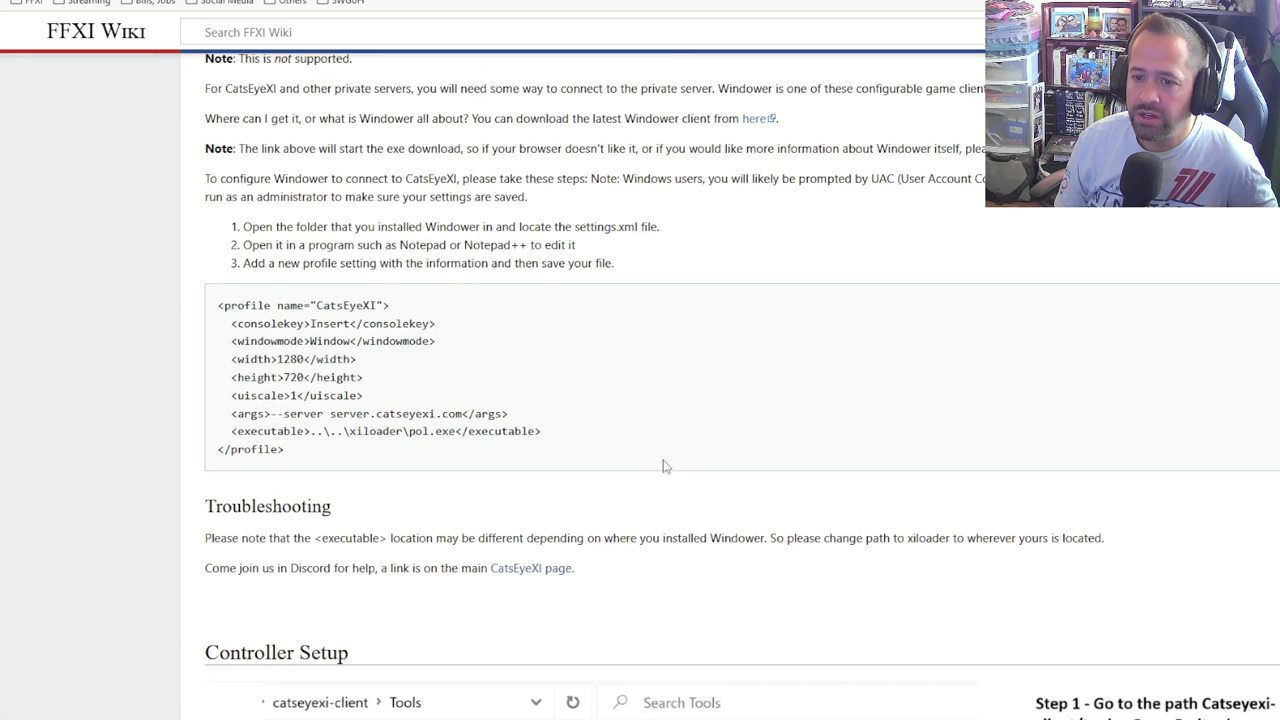 FFXI
Streaming
Bills, Jobs
Social Media
Others
SWGoH
FFXI WIKI
Search FFXI Wiki
Note: This is not supported.
For CatsEyeXI and other private servers, you will need some way to connect to the private server. Windower is one of these configurable game client
Where can I get it, or what is Windower all about? You can download the latest Windower client from here.
Note: The link above will start the exe download, so if your browser doesn't like it, or if you would like more information about Windower itself, plea
To configure Windower to connect to CatsEyeXI, please take these steps: Note: Windows users, you will likely be prompted by UAC (User Account Co
run as an administrator to make sure your settings are saved.
1. Open the folder that you installed Windower in and locate the settings.xml file.
2. Open it in a program such as Notepad or Notepad++ to edit it
3. Add a new profile setting with the information and then save your file.
<profile name="CatsEyeXI">
<consolekey>Insert</consolekey>
<windowmode>Window</windowmode>
<width>1280</width>
<height>720</height>
<uiscale>1</uiscale>
<args>--server server.catseyexi.com</args>
<executable>..\..\xiloader\pol.exe</executable>
</profile>
Troubleshooting
Please note that the <executable> location may be different depending on where you installed Windower. So please change path to xiloader to wherever yours is located.
Come join us in Discord for help, a link is on the main CatsEyeXI page.
Controller Setup
catseyexi-client > Tools
Search Tools
Step 1 - Go to the path Catseyexi-